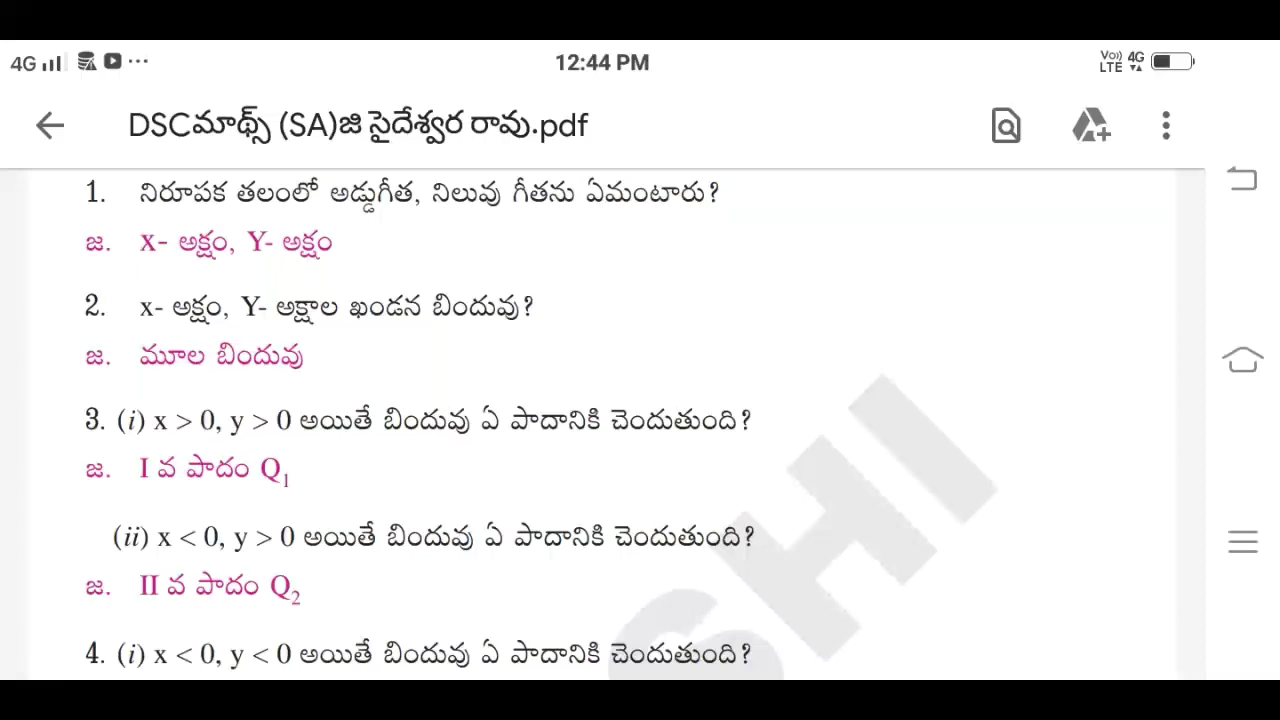 4G 12:44 PM Vo)) LTE 4G
DSCమాథ్స్ (SA)జి సైదేశ్వర రావు.pdf
1. నిరూపక తలంలో అడ్డుగీత, నిలువు గీతను ఏమంటారు?
జ. X- అక్షం, Y- అక్షం
2. x- అక్షం, Y- అక్షాల ఖండన బిందువు?
జ. మూల బిందువు
3. (i) x > 0, y > 0 అయితే బిందువు ఏ పాదానికి చెందుతుంది?
జ. I వ పాదం Q₁
(ii) x < 0, y > 0 అయితే బిందువు ఏ పాదానికి చెందుతుంది?
జ. II వ పాదం Q₂
4. (i) x < 0, y < 0 అయితే బిందువు ఏ పాదానికి చెందుతుంది?
SHI